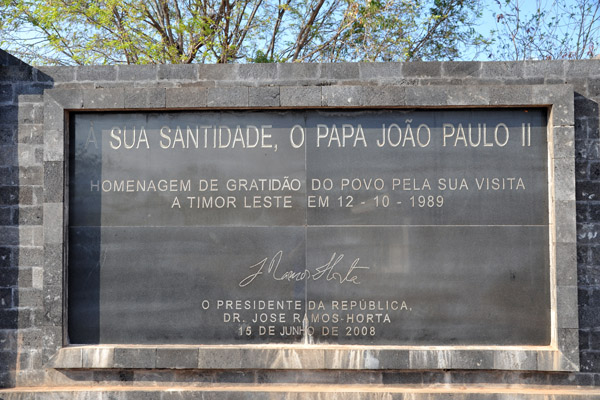 A SUA SANTIDADE, O PAPA JOÃO PAULO II
HOMENAGEM DE GRATIDÃO DO POVO PELA SUA VISITA
A TIMOR LESTE EM 12 - 10 - 1989
J Ramos Horta
O PRESIDENTE DA REPÚBLICA,
DR. JOSE RAMOS-HORTA
15 DE JUNHO DE 2008